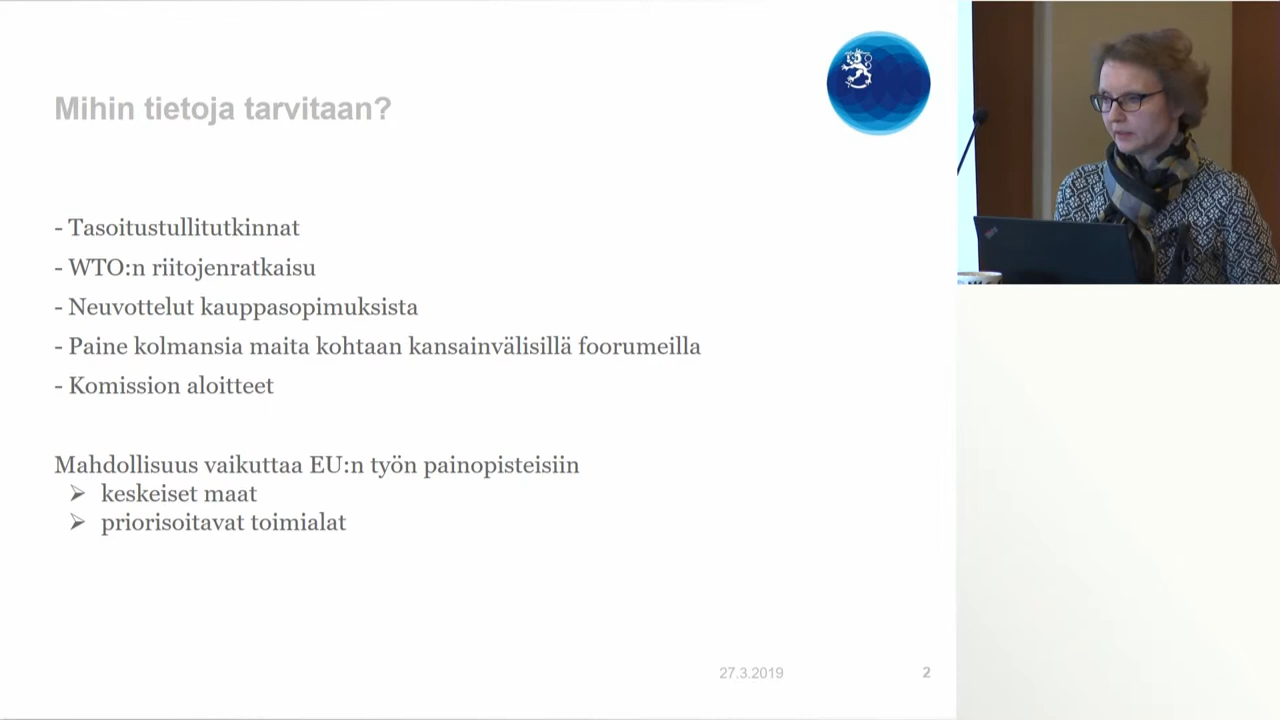 Mihin tietoja tarvitaan?
- Tasoitustullitutkinnat
- WTO:n riitojenratkaisu
- Neuvottelut kauppasopimuksista
- Paine kolmansia maita kohtaan kansainvälisillä foorumeilla
- Komission aloitteet
Mahdollisuus vaikuttaa EU:n työn painopisteisiin
➢ keskeiset maat
➢ priorisoitavat toimialat
27.3.2019 2